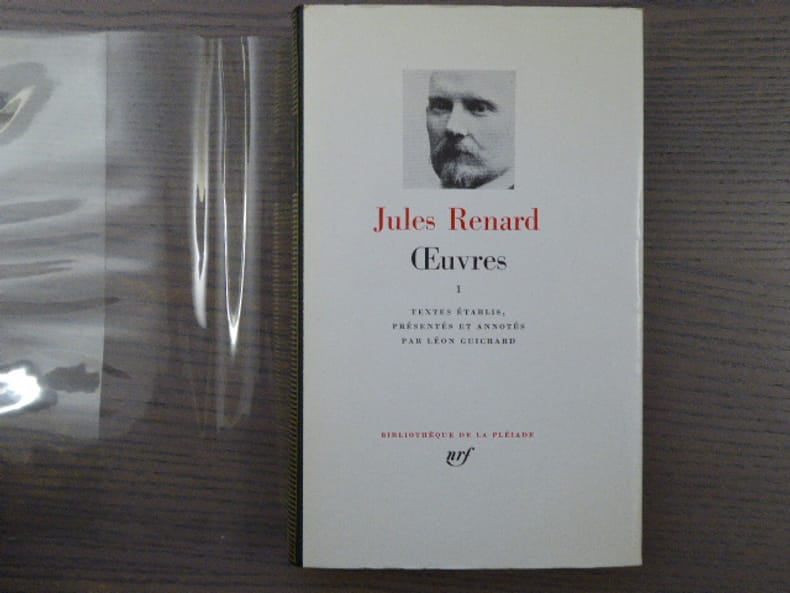 Jules Renard
Œuvres
I
TEXTES ÉTABLIS,
PRÉSENTÉS ET ANNOTÉS
PAR LÉON GUICHARD
BIBLIOTHÈQUE DE LA PLÉIADE
nrf